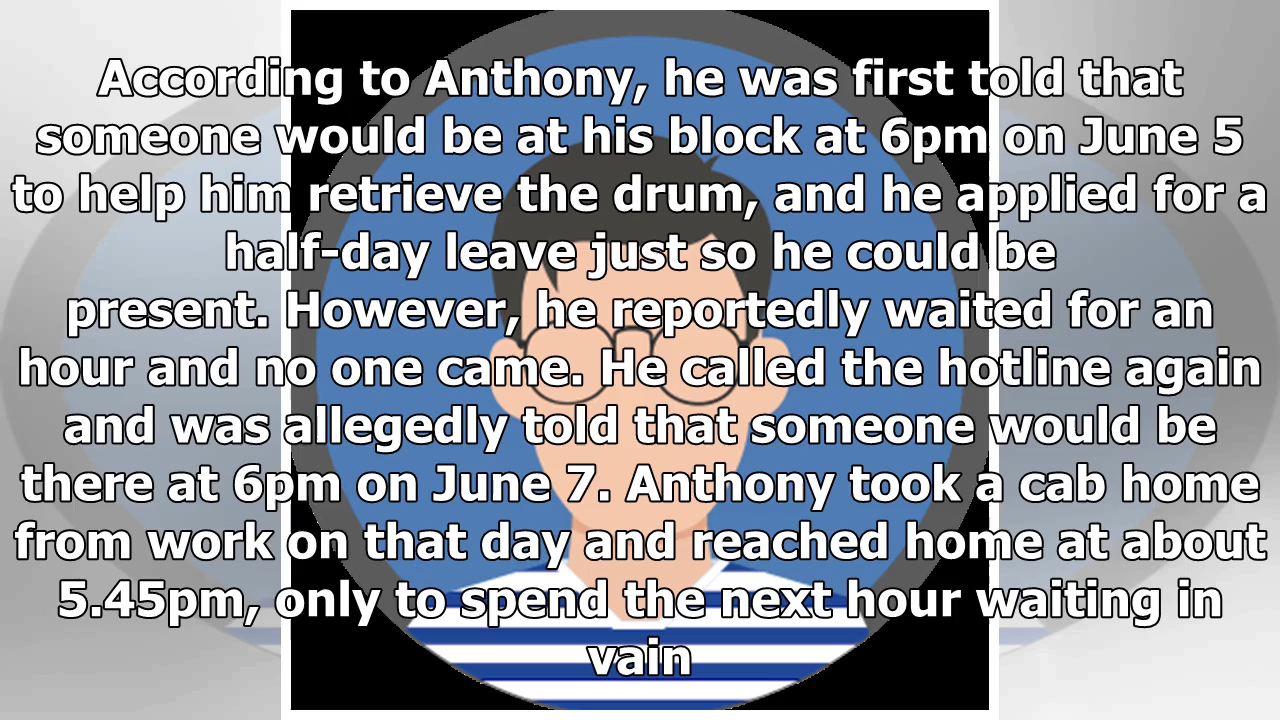 According to Anthony, he was first told that
someone would be at his block at 6pm on June 5
to help him retrieve the drum, and he applied for a
half-day leave just so he could be
present. However, he reportedly waited for an
hour and no one came. He called the hotline again
and was allegedly told that someone would be
there at 6pm on June 7. Anthony took a cab home
from work on that day and reached home at about
5.45pm, only to spend the next hour waiting in
vain